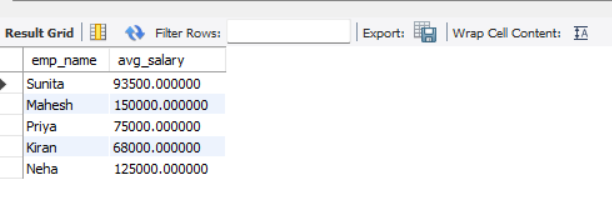 Result Grid Filter Rows: Export: Wrap Cell Content: IA
emp_name avg_salary
Sunita 93500.000000
Mahesh 150000.000000
Priya 75000.000000
Kiran 68000.000000
Neha 125000.000000